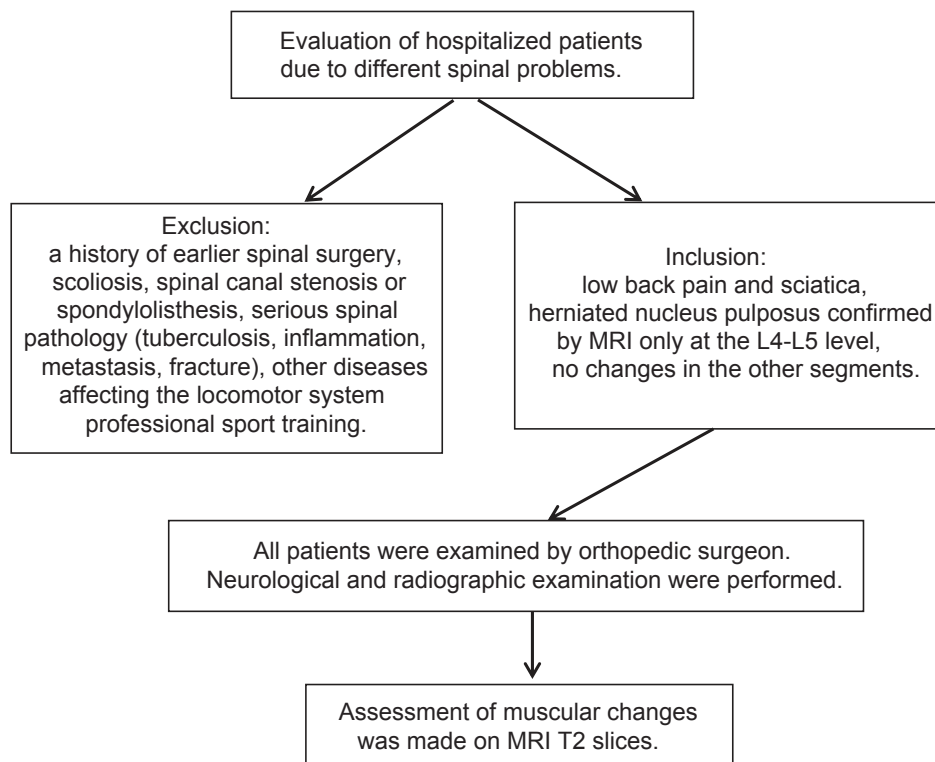 Evaluation of hospitalized patients
due to different spinal problems.
Exclusion:
a history of earlier spinal surgery,
scoliosis, spinal canal stenosis or
spondylolisthesis, serious spinal
pathology (tuberculosis, inflammation,
metastasis, fracture), other diseases
affecting the locomotor system
professional sport training.
Inclusion:
low back pain and sciatica,
herniated nucleus pulposus confirmed
by MRI only at the L4-L5 level,
no changes in the other segments.
All patients were examined by orthopedic surgeon.
Neurological and radiographic examination were performed.
Assessment of muscular changes
was made on MRI T2 slices.